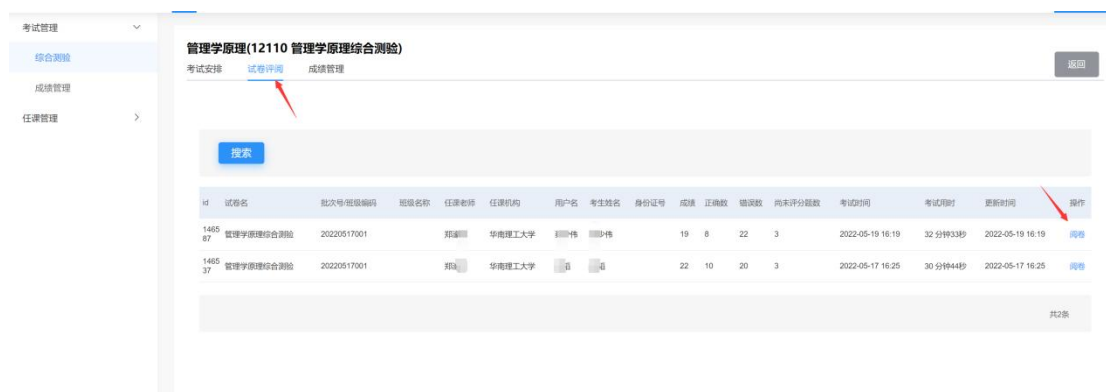 考试管理
综合测验
成绩管理
任课管理
管理学原理(12110 管理学原理综合测验)
考试安排 试卷评阅 成绩管理
返回
搜索
id 试卷名 批次号/班级编码 班级名称 任课老师 任课机构 用户名 考生姓名 身份证号 成绩 正确数 错误数 尚未评分题数 考试时间 考试用时 更新时间 操作
146587 管理学原理综合测验 20220517001 郑 华南理工大学 伟 伟 19 8 22 3 2022-05-19 16:19 32 分钟33秒 2022-05-19 16:19 阅卷
146537 管理学原理综合测验 20220517001 郑 华南理工大学 22 10 20 3 2022-05-17 16:25 30 分钟44秒 2022-05-17 16:25 阅卷
共2条